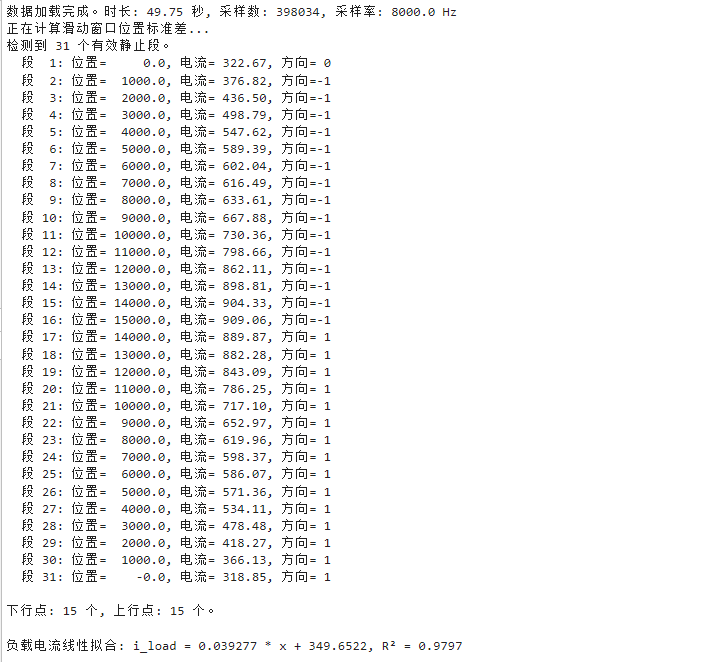 数据加载完成。时长: 49.75 秒, 采样数: 398034, 采样率: 8000.0 Hz
正在计算滑动窗口位置标准差...
检测到 31 个有效静止段。
  段  1: 位置=     0.0, 电流= 322.67, 方向= 0
  段  2: 位置=  1000.0, 电流= 376.82, 方向=-1
  段  3: 位置=  2000.0, 电流= 436.50, 方向=-1
  段  4: 位置=  3000.0, 电流= 498.79, 方向=-1
  段  5: 位置=  4000.0, 电流= 547.62, 方向=-1
  段  6: 位置=  5000.0, 电流= 589.39, 方向=-1
  段  7: 位置=  6000.0, 电流= 602.04, 方向=-1
  段  8: 位置=  7000.0, 电流= 616.49, 方向=-1
  段  9: 位置=  8000.0, 电流= 633.61, 方向=-1
  段 10: 位置=  9000.0, 电流= 667.88, 方向=-1
  段 11: 位置= 10000.0, 电流= 730.36, 方向=-1
  段 12: 位置= 11000.0, 电流= 798.66, 方向=-1
  段 13: 位置= 12000.0, 电流= 862.11, 方向=-1
  段 14: 位置= 13000.0, 电流= 898.81, 方向=-1
  段 15: 位置= 14000.0, 电流= 904.33, 方向=-1
  段 16: 位置= 15000.0, 电流= 909.06, 方向=-1
  段 17: 位置= 14000.0, 电流= 889.87, 方向= 1
  段 18: 位置= 13000.0, 电流= 882.28, 方向= 1
  段 19: 位置= 12000.0, 电流= 843.09, 方向= 1
  段 20: 位置= 11000.0, 电流= 786.25, 方向= 1
  段 21: 位置= 10000.0, 电流= 717.10, 方向= 1
  段 22: 位置=  9000.0, 电流= 652.97, 方向= 1
  段 23: 位置=  8000.0, 电流= 619.96, 方向= 1
  段 24: 位置=  7000.0, 电流= 598.37, 方向= 1
  段 25: 位置=  6000.0, 电流= 586.07, 方向= 1
  段 26: 位置=  5000.0, 电流= 571.36, 方向= 1
  段 27: 位置=  4000.0, 电流= 534.11, 方向= 1
  段 28: 位置=  3000.0, 电流= 478.48, 方向= 1
  段 29: 位置=  2000.0, 电流= 418.27, 方向= 1
  段 30: 位置=  1000.0, 电流= 366.13, 方向= 1
  段 31: 位置=    -0.0, 电流= 318.85, 方向= 1
下行点: 15 个, 上行点: 15 个。
负载电流线性拟合: i_load = 0.039277 * x + 349.6522, R² = 0.9797